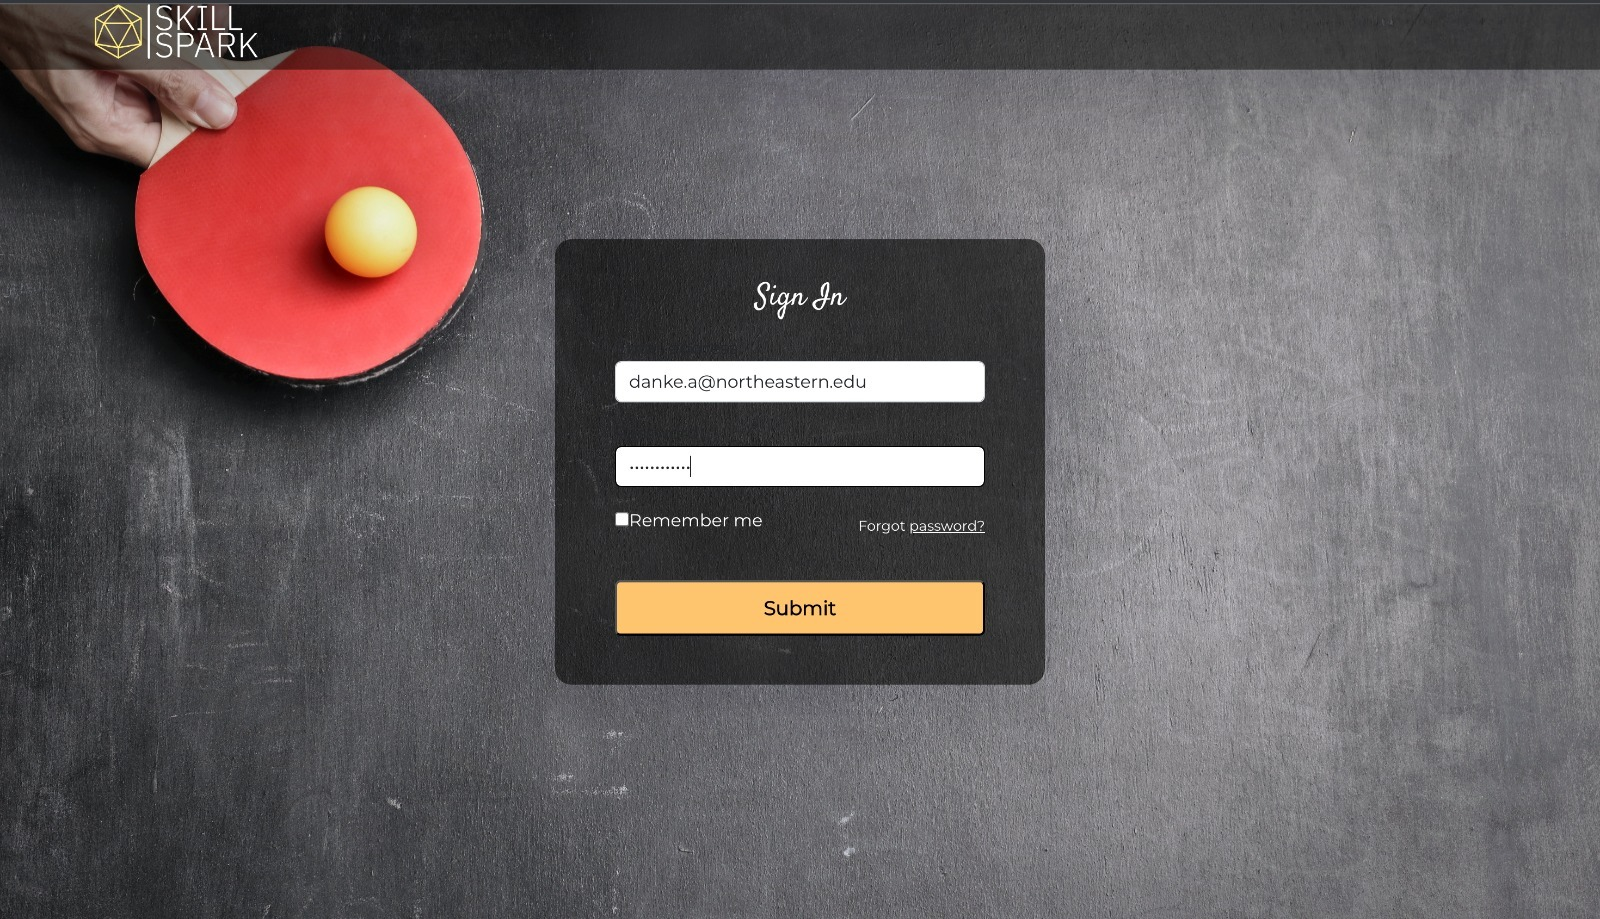 SKILL
SPARK
Sign In
danke.a@northeastern.edu
Remember me
Forgot password?
Submit